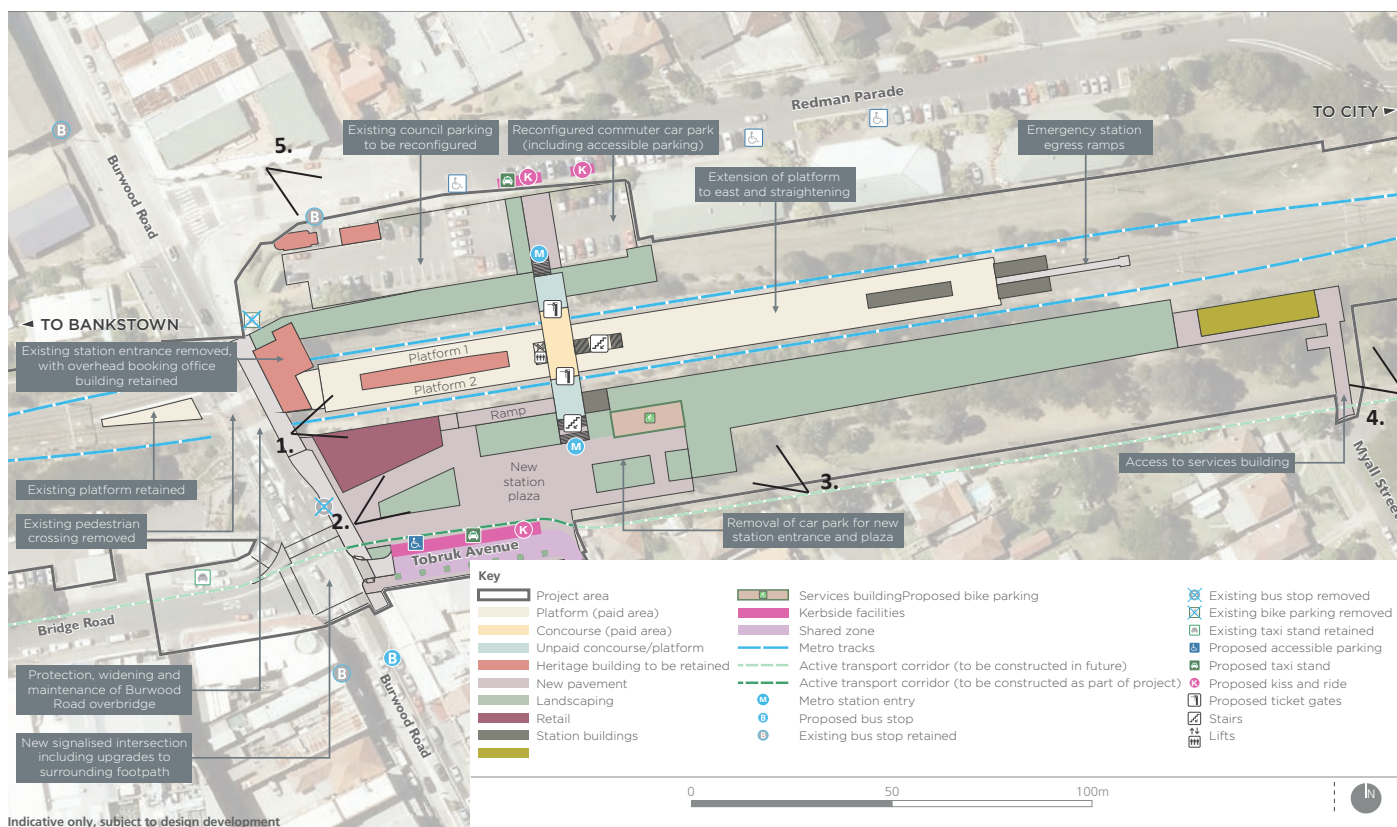 Redman Parade
TO CITY
Existing council parking
to be reconfigured
Reconfigured commuter car park
(including accessible parking)
Emergency station
egress ramps
5.
B
Burwood Road
K
K
Extension of platform
to east and straightening
B
M
TO BANKSTOWN
Existing station entrance removed,
with overhead booking office
building retained
Platform 1
Platform 2
Ramp
1.
4.
M
New
station
plaza
Access to services building
Myall Street
Existing platform retained
3.
2.
Existing pedestrian
crossing removed
K
Removal of car park for new
station entrance and plaza
Tobruk Avenue
Bridge Road
B
B
Burwood Road
Protection, widening and
maintenance of Burwood
Road overbridge
New signalised intersection
including upgrades to
surrounding footpath
Key
Project area
Platform (paid area)
Concourse (paid area)
Unpaid concourse/platform
Heritage building to be retained
New pavement
Landscaping
Retail
Station buildings
Services buildingProposed bike parking
Kerbside facilities
Shared zone
Metro tracks
Active transport corridor (to be constructed in future)
Active transport corridor (to be constructed as part of project)
M Metro station entry
B Proposed bus stop
B Existing bus stop retained
Existing bus stop removed
Existing bike parking removed
Existing taxi stand retained
Proposed accessible parking
Proposed taxi stand
K Proposed kiss and ride
Proposed ticket gates
Stairs
Lifts
0 50 100m
N
Indicative only, subject to design development